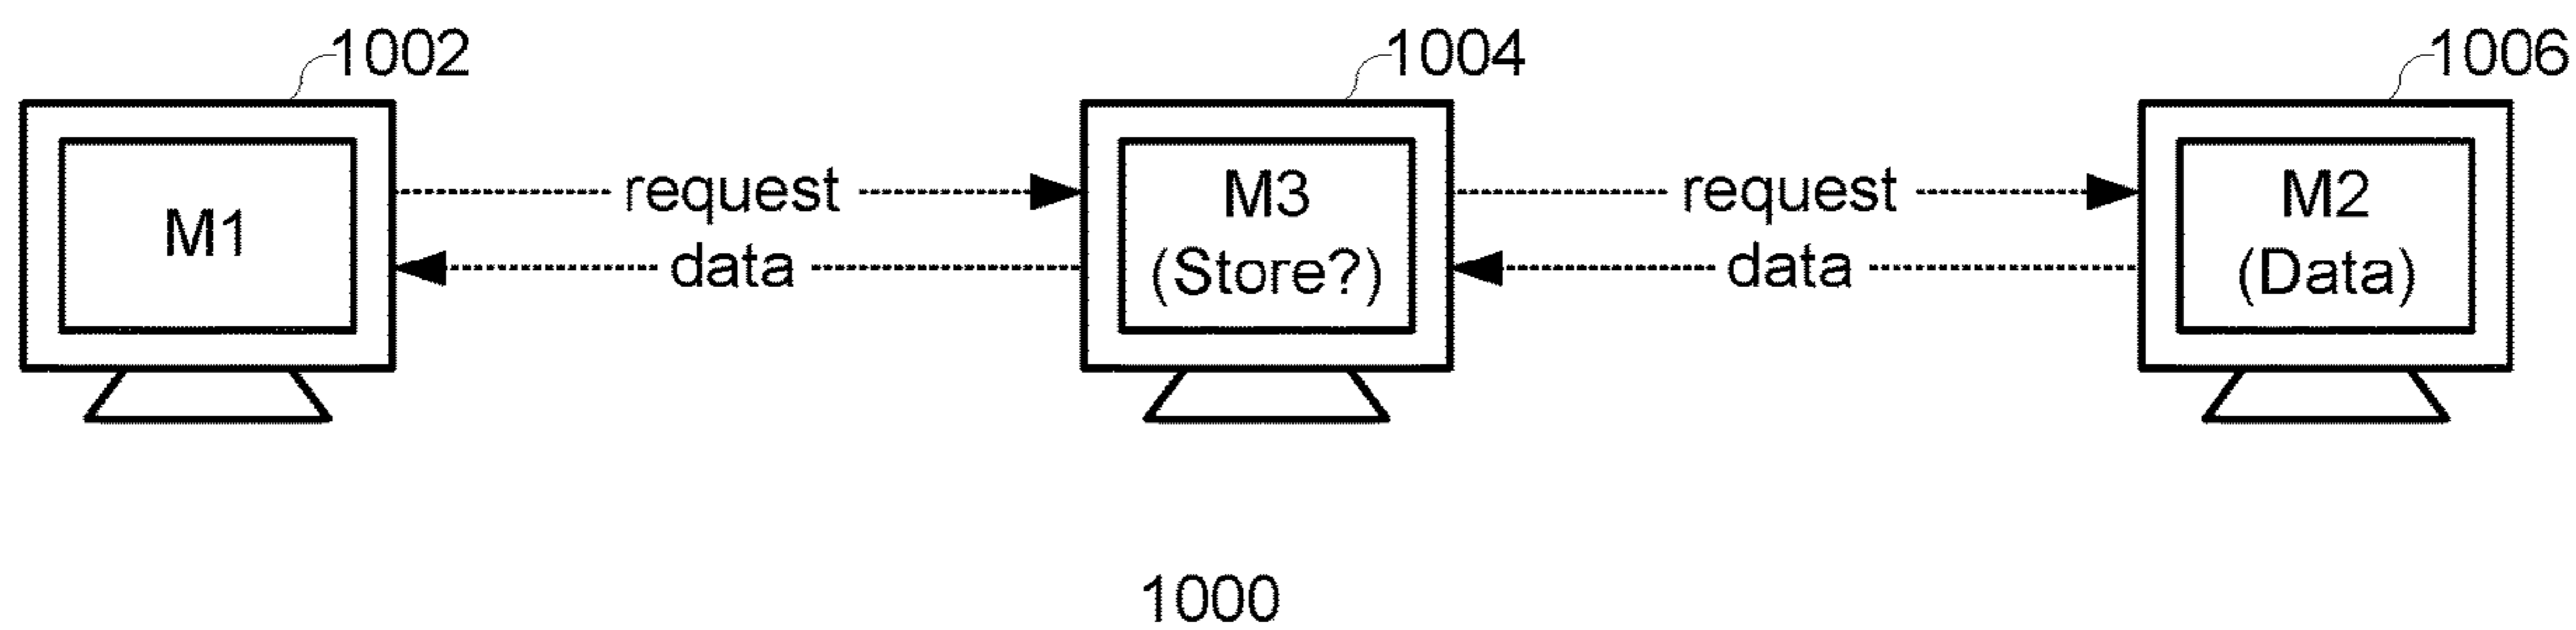 1002 1004 1006
M1 request M3 request M2
data (Store?) data (Data)
1000